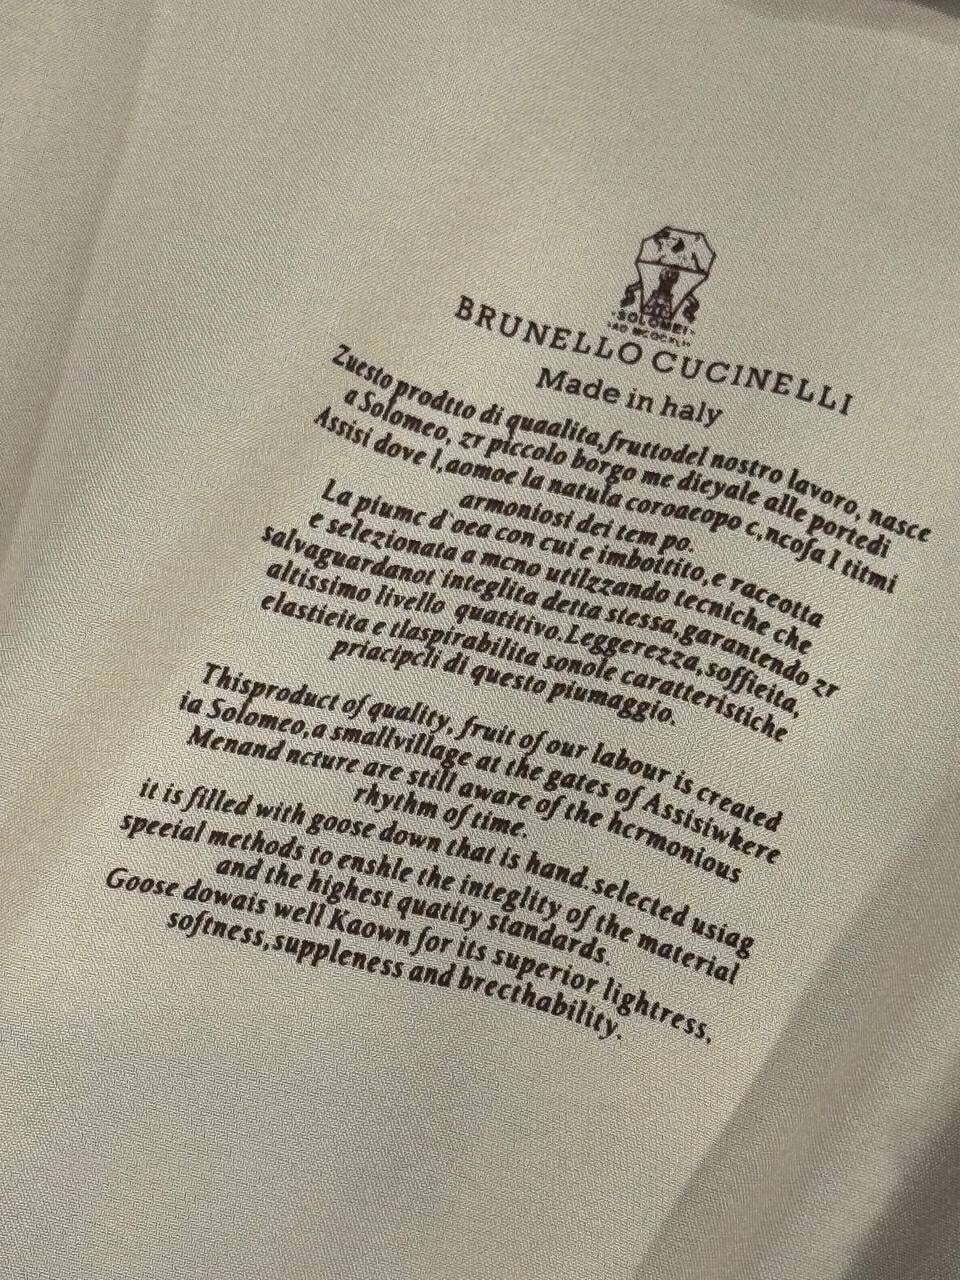 SOLOMEI
BRUNELLO CUCINELLI
Made in haly
Zuesto prodtto di quaalita,fruttodel nostro lavoro, nasce
a Solomeo, zr piccolo borgo me dieyale alle portedi
Assisi dove l,aomoe la natula coroaeopo c,ncofa I titmi
armoniosi dei tem po.
La piumc d'oea con cui e imbottito,e raceotta
e selezionata a mcno utilzzando tecniche che
salvaguardanot integlita detta stessa,garantendo zr
altissimo livello quatitivo.Leggerezza,soffieita,
elastieita e tlaspirabilita sonole caratteristiche
priacipcli di questo piumaggio.
Thisproduct of quality, fruit of our labour is created
ia Solomeo,a smallvillage at the gates of Assisiwkere
Menand ncture are still aware of the hcrmonious
rhythm of time.
it is filled with goose down that is hand.selected usiag
speeial methods to enshle the integlity of the material
and the highest quatity standards.
Goose dowais well Kaown for its superior lightress,
softness,suppleness and brecthability.